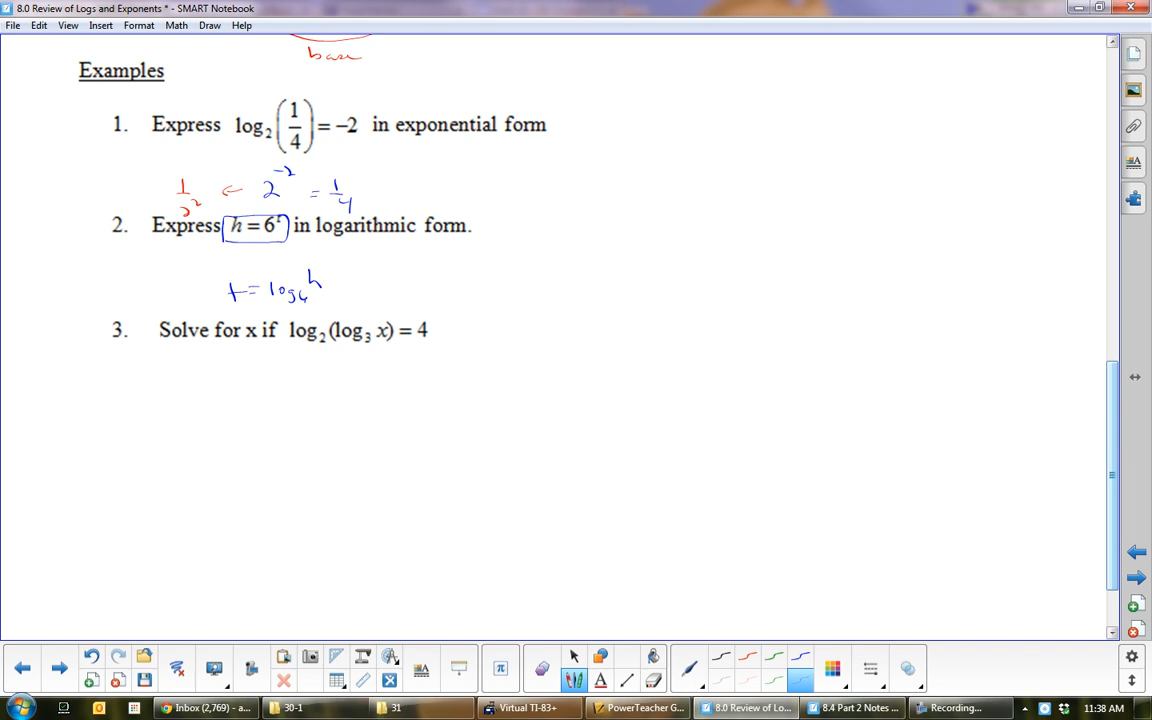 8.0 Review of Logs and Exponents * - SMART Notebook
File Edit View Insert Format Math Draw Help
base
Examples
1. Express log₂(1/4) = −2 in exponential form
1/2² ← 2⁻² = 1/4
2. Express h = 6ᵗ in logarithmic form.
t = log₆h
3. Solve for x if log₂(log₃ x) = 4
Inbox (2,769) - a... 30-1 31 Virtual TI-83+ PowerTeacher G... 8.0 Review of Lo... 8.4 Part 2 Notes ... Recording... 11:38 AM